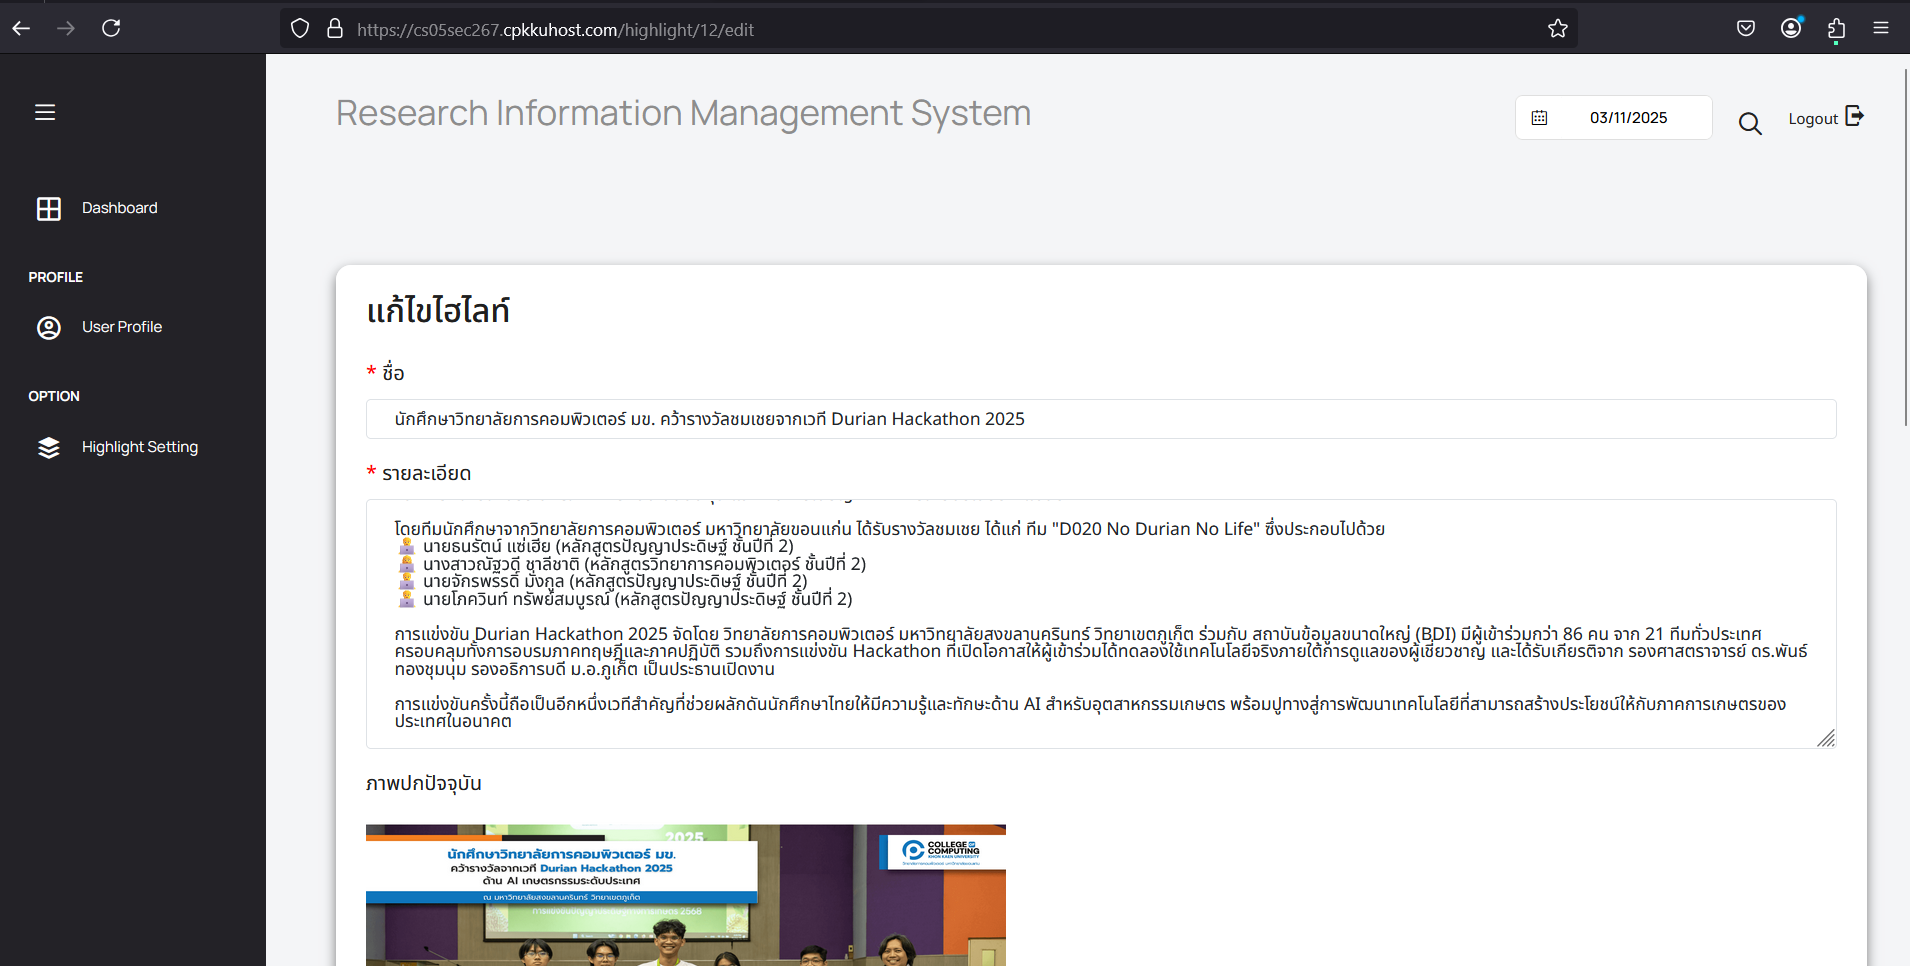 https://cs05sec267.cpkkuhost.com/highlight/12/edit
Research Information Management System
03/11/2025
Logout
Dashboard
PROFILE
User Profile
OPTION
Highlight Setting
แก้ไขไฮไลท์
* ชื่อ
นักศึกษาวิทยาลัยการคอมพิวเตอร์ มข. คว้ารางวัลชมเชยจากเวที Durian Hackathon 2025
* รายละเอียด
โดยทีมนักศึกษาจากวิทยาลัยการคอมพิวเตอร์ มหาวิทยาลัยขอนแก่น ได้รับรางวัลชมเชย ได้แก่ ทีม "D020 No Durian No Life" ซึ่งประกอบไปด้วย
นายธนรัตน์ แซ่เฮีย (หลักสูตรปัญญาประดิษฐ์ ชั้นปีที่ 2)
นางสาวณัฐวดี ชาลีชาติ (หลักสูตรวิทยาการคอมพิวเตอร์ ชั้นปีที่ 2)
นายจักรพรรดิ์ มังกูล (หลักสูตรปัญญาประดิษฐ์ ชั้นปีที่ 2)
นายโภควินท์ ทรัพย์สมบูรณ์ (หลักสูตรปัญญาประดิษฐ์ ชั้นปีที่ 2)
การแข่งขัน Durian Hackathon 2025 จัดโดย วิทยาลัยการคอมพิวเตอร์ มหาวิทยาลัยสงขลานครินทร์ วิทยาเขตภูเก็ต ร่วมกับ สถาบันข้อมูลขนาดใหญ่ (BDI) มีผู้เข้าร่วมกว่า 86 คน จาก 21 ทีมทั่วประเทศ
ครอบคลุมทั้งการอบรมภาคทฤษฎีและภาคปฏิบัติ รวมถึงการแข่งขัน Hackathon ที่เปิดโอกาสให้ผู้เข้าร่วมได้ทดลองใช้เทคโนโลยีจริงภายใต้การดูแลของผู้เชี่ยวชาญ และได้รับเกียรติจาก รองศาสตราจารย์ ดร.พันธ์
ทองชุมนุม รองอธิการบดี ม.อ.ภูเก็ต เป็นประธานเปิดงาน
การแข่งขันครั้งนี้ถือเป็นอีกหนึ่งเวทีสำคัญที่ช่วยผลักดันนักศึกษาไทยให้มีความรู้และทักษะด้าน AI สำหรับอุตสาหกรรมเกษตร พร้อมปูทางสู่การพัฒนาเทคโนโลยีที่สามารถสร้างประโยชน์ให้กับภาคการเกษตรของ
ประเทศในอนาคต
ภาพปกปัจจุบัน
2025
นักศึกษาวิทยาลัยการคอมพิวเตอร์ มข.
คว้ารางวัลจากเวที Durian Hackathon 2025
ด้าน AI เกษตรกรรมระดับประเทศ
ณ มหาวิทยาลัยสงขลานครินทร์ วิทยาเขตภูเก็ต
COLLEGE OF
COMPUTING
KHON KAEN UNIVERSITY